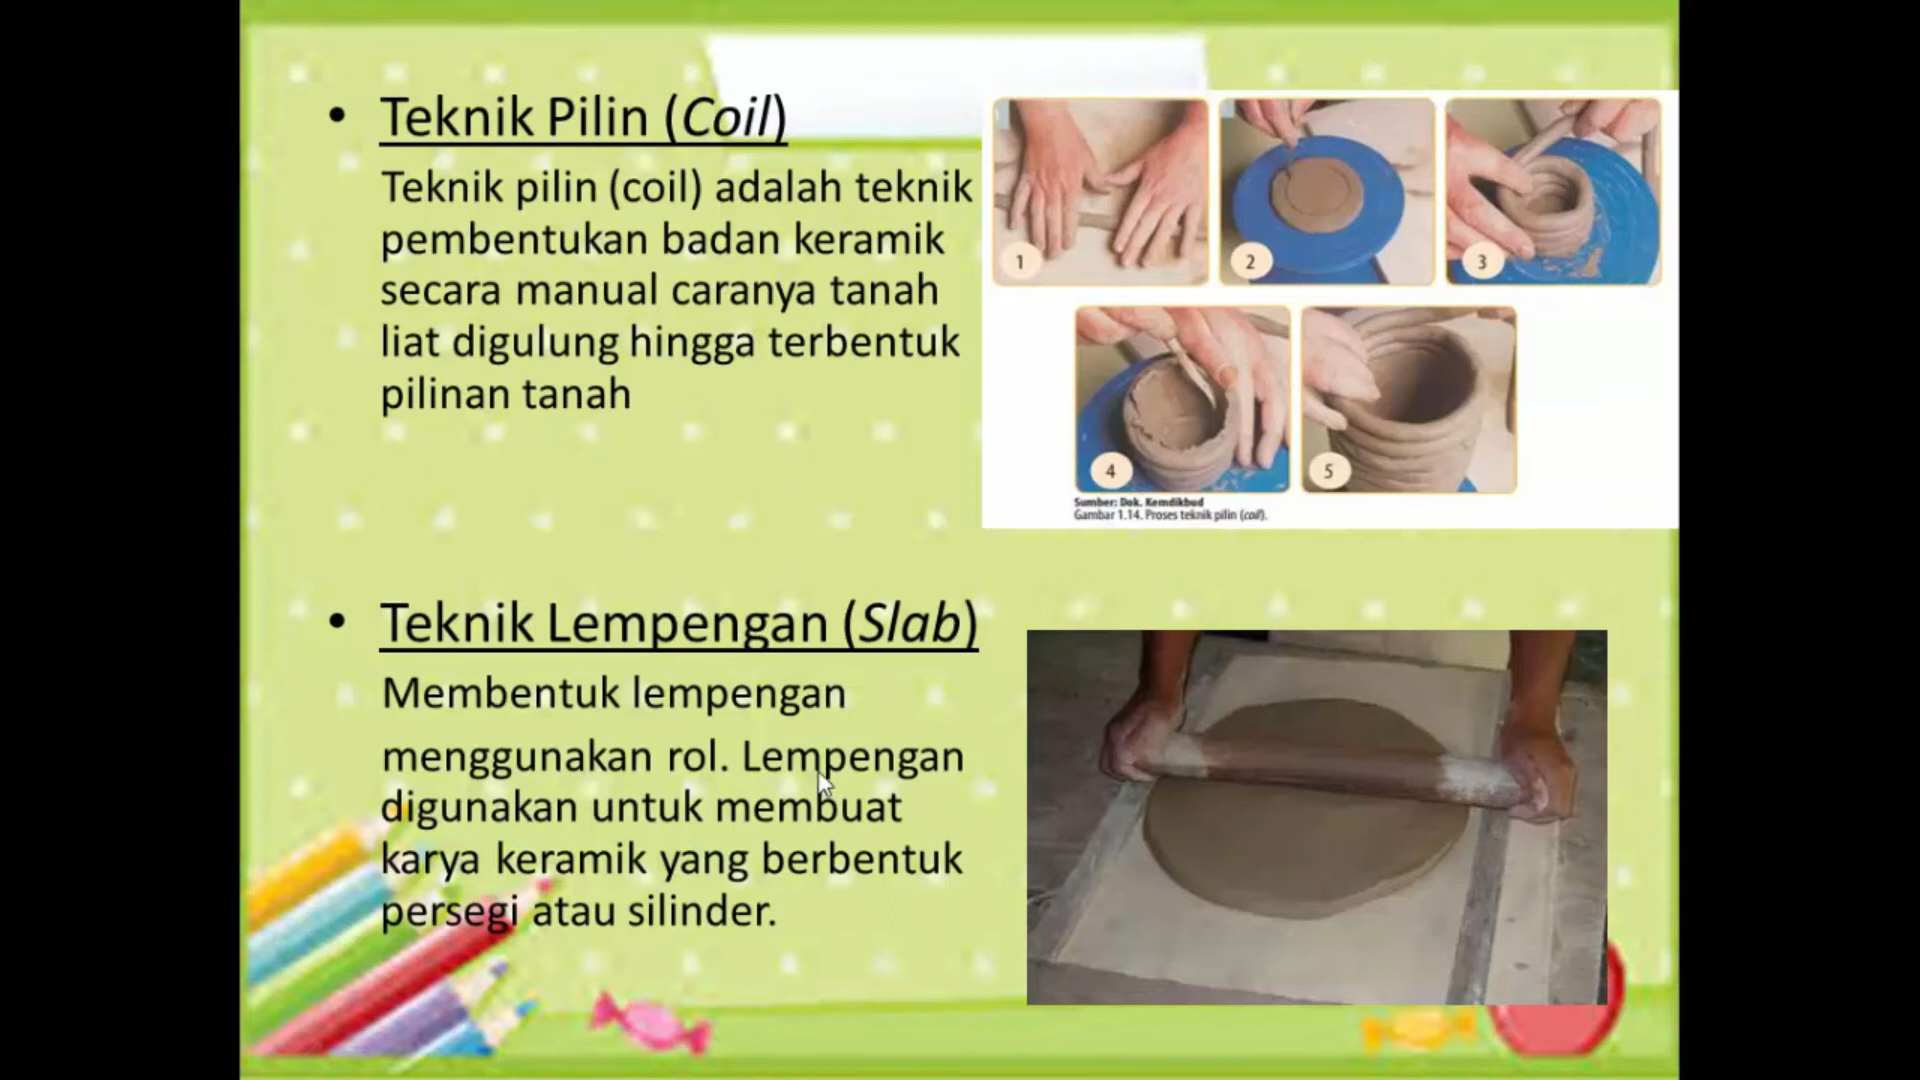 • Teknik Pilin (Coil)
Teknik pilin (coil) adalah teknik
pembentukan badan keramik
secara manual caranya tanah
liat digulung hingga terbentuk
pilinan tanah
1
2
3
4
5
Sumber: Dok. Kemdikbud
Gambar 1.14. Proses teknik pilin (coil).
• Teknik Lempengan (Slab)
Membentuk lempengan
menggunakan rol. Lempengan
digunakan untuk membuat
karya keramik yang berbentuk
persegi atau silinder.